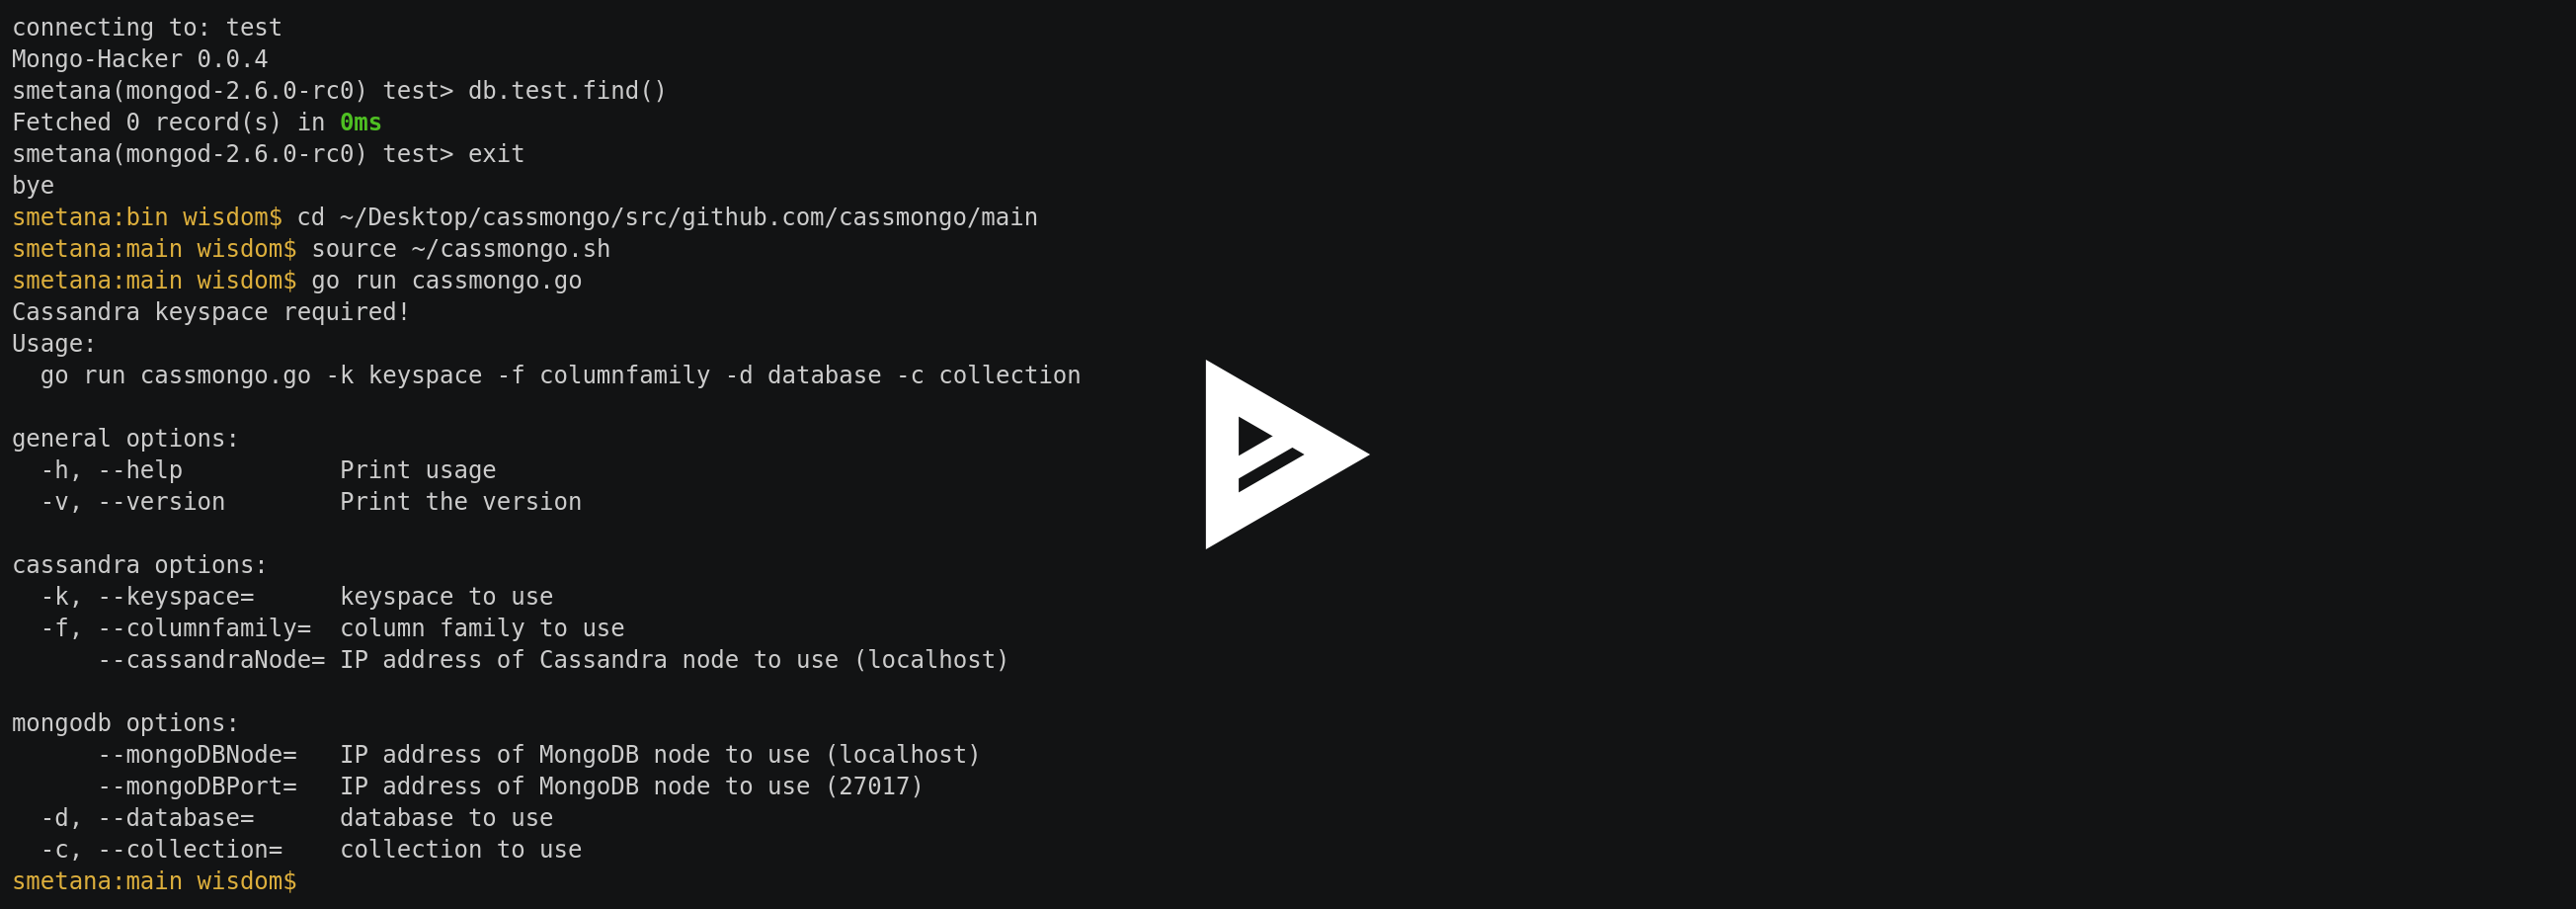 connecting to: test
Mongo-Hacker 0.0.4
smetana(mongod-2.6.0-rc0) test> db.test.find()
Fetched 0 record(s) in 0ms
smetana(mongod-2.6.0-rc0) test> exit
bye
smetana:bin wisdom$ cd ~/Desktop/cassmongo/src/github.com/cassmongo/main
smetana:main wisdom$ source ~/cassmongo.sh
smetana:main wisdom$ go run cassmongo.go
Cassandra keyspace required!
Usage:
  go run cassmongo.go -k keyspace -f columnfamily -d database -c collection

general options:
  -h, --help           Print usage
  -v, --version        Print the version

cassandra options:
  -k, --keyspace=      keyspace to use
  -f, --columnfamily=  column family to use
      --cassandraNode= IP address of Cassandra node to use (localhost)

mongodb options:
      --mongoDBNode=   IP address of MongoDB node to use (localhost)
      --mongoDBPort=   IP address of MongoDB node to use (27017)
  -d, --database=      database to use
  -c, --collection=    collection to use
smetana:main wisdom$